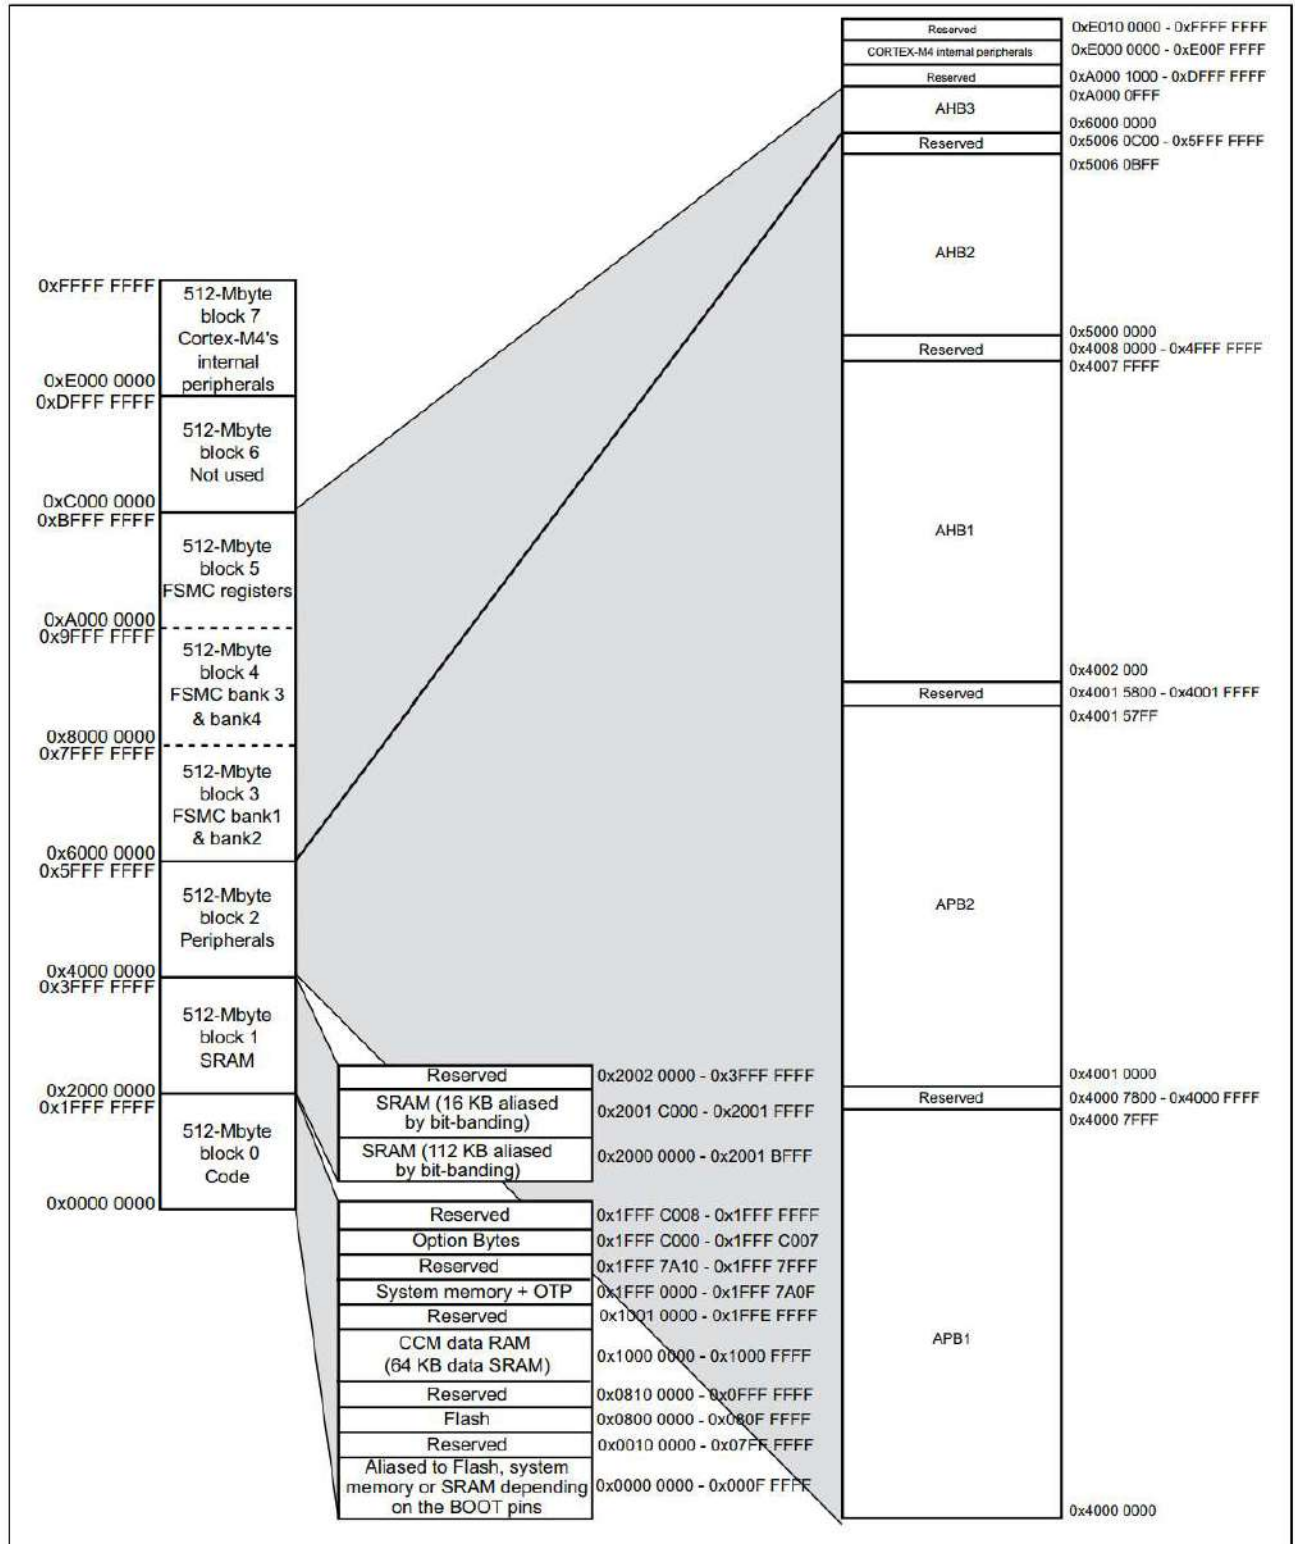 0xFFFF FFFF
512-Mbyte
block 7
Cortex-M4's
internal
peripherals
0xE000 0000
0xDFFF FFFF
512-Mbyte
block 6
Not used
0xC000 0000
0xBFFF FFFF
512-Mbyte
block 5
FSMC registers
0xA000 0000
0x9FFF FFFF
512-Mbyte
block 4
FSMC bank 3
& bank4
0x8000 0000
0x7FFF FFFF
512-Mbyte
block 3
FSMC bank1
& bank2
0x6000 0000
0x5FFF FFFF
512-Mbyte
block 2
Peripherals
0x4000 0000
0x3FFF FFFF
512-Mbyte
block 1
SRAM
0x2000 0000
0x1FFF FFFF
512-Mbyte
block 0
Code
0x0000 0000
Reserved 0x2002 0000 - 0x3FFF FFFF
SRAM (16 KB aliased
by bit-banding)
0x2001 C000 - 0x2001 FFFF
SRAM (112 KB aliased
by bit-banding)
0x2000 0000 - 0x2001 BFFF
Reserved 0x1FFF C008 - 0x1FFF FFFF
Option Bytes 0x1FFF C000 - 0x1FFF C007
Reserved 0x1FFF 7A10 - 0x1FFF 7FFF
System memory + OTP 0x1FFF 0000 - 0x1FFF 7A0F
Reserved 0x1001 0000 - 0x1FFE FFFF
CCM data RAM
(64 KB data SRAM)
0x1000 0000 - 0x1000 FFFF
Reserved 0x0810 0000 - 0x0FFF FFFF
Flash 0x0800 0000 - 0x080F FFFF
Reserved 0x0010 0000 - 0x07FF FFFF
Aliased to Flash, system
memory or SRAM depending
on the BOOT pins
0x0000 0000 - 0x000F FFFF
Reserved 0xE010 0000 - 0xFFFF FFFF
CORTEX-M4 internal peripherals 0xE000 0000 - 0xE00F FFFF
Reserved 0xA000 1000 - 0xDFFF FFFF
0xA000 0FFF
AHB3
0x6000 0000
Reserved 0x5006 0C00 - 0x5FFF FFFF
0x5006 0BFF
AHB2
0x5000 0000
Reserved 0x4008 0000 - 0x4FFF FFFF
0x4007 FFFF
AHB1
0x4002 000
Reserved 0x4001 5800 - 0x4001 FFFF
0x4001 57FF
APB2
0x4001 0000
Reserved 0x4000 7800 - 0x4000 FFFF
0x4000 7FFF
APB1
0x4000 0000